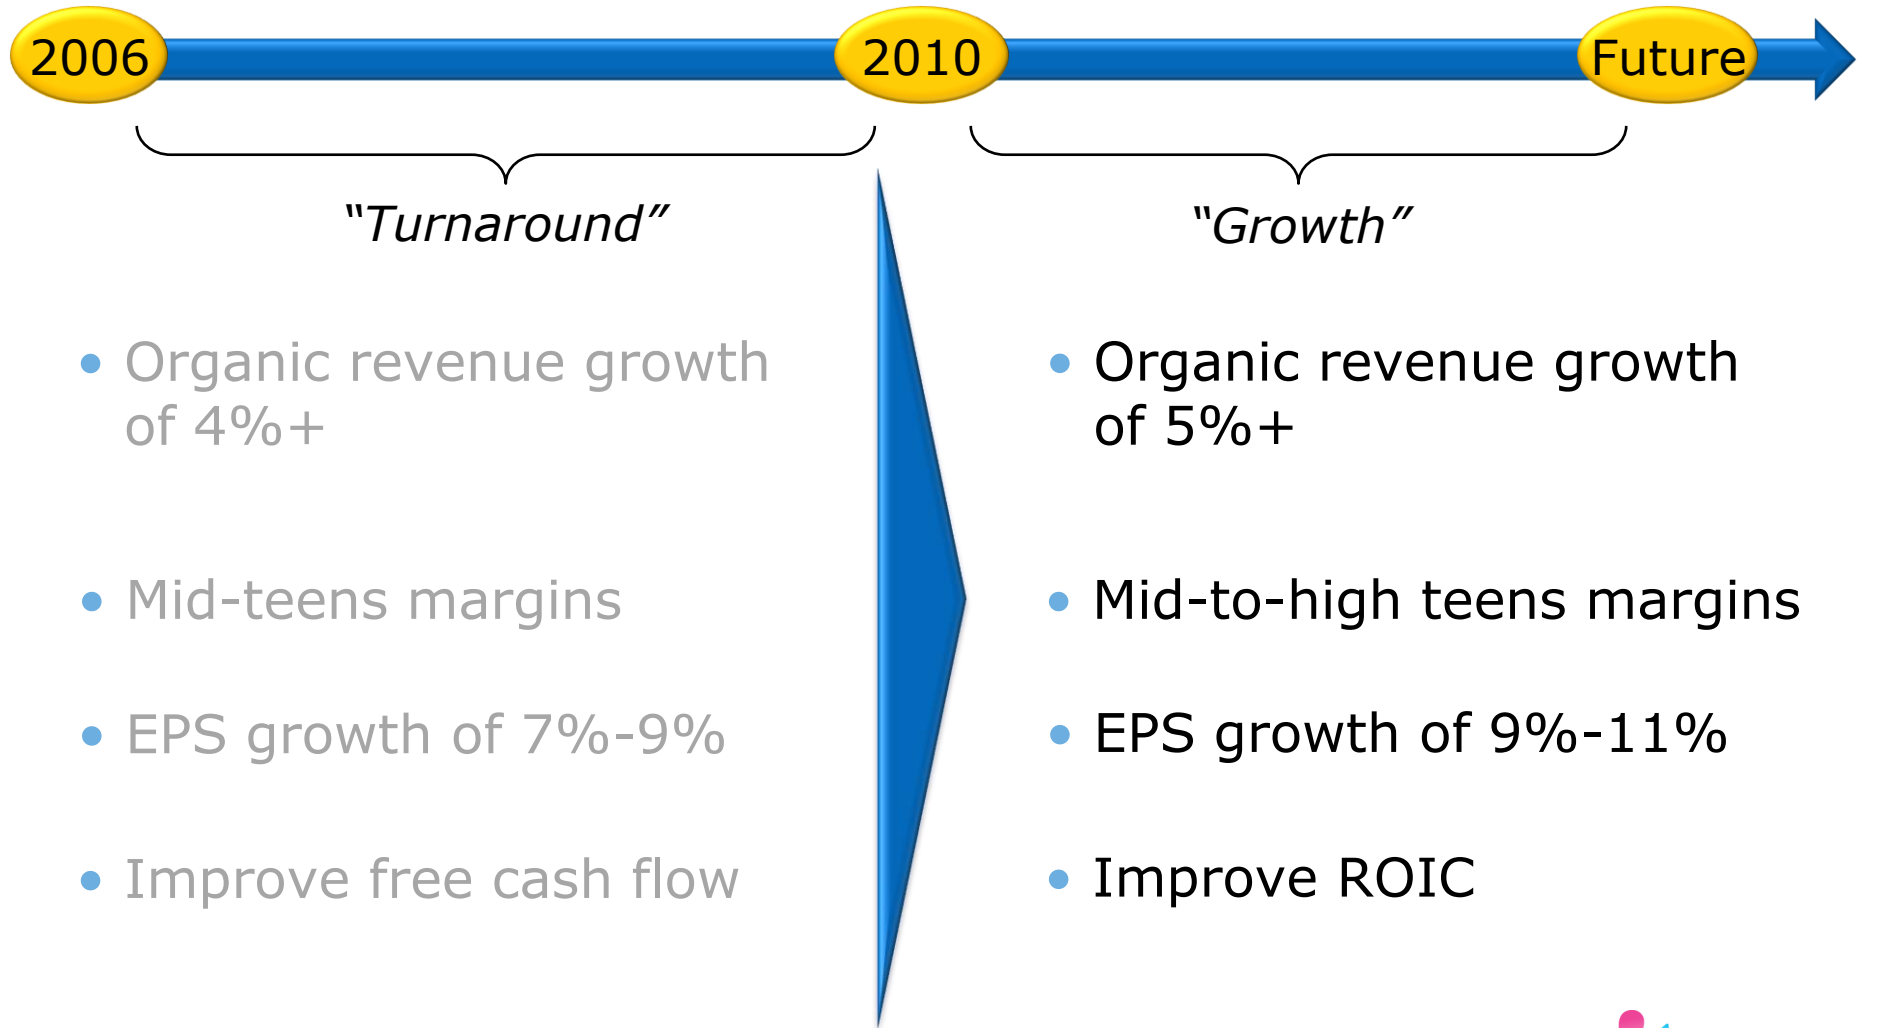 2006
2010
Future
“Turnaround”
“Growth”
• Organic revenue growth
of 4%+
• Mid-teens margins
• EPS growth of 7%-9%
• Improve free cash flow
• Organic revenue growth
of 5%+
• Mid-to-high teens margins
• EPS growth of 9%-11%
• Improve ROIC